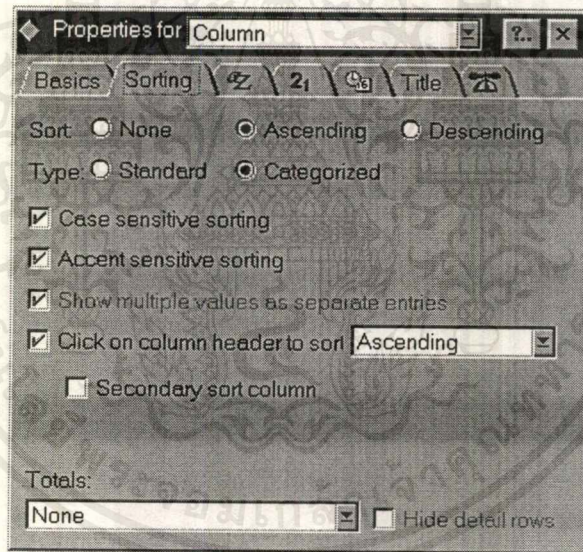 Properties for Column ?..
Basics Sorting Title
Sort: None Ascending Descending
Type: Standard Categorized
Case sensitive sorting
Accent sensitive sorting
Show multiple values as separate entries
Click on column header to sort Ascending
Secondary sort column
Totals:
None Hide detail rows